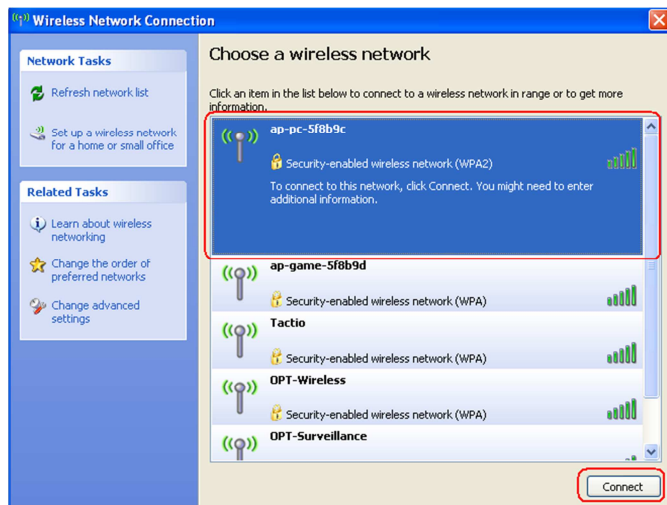 Wireless Network Connection
Network Tasks
Refresh network list
Set up a wireless network
for a home or small office
Related Tasks
Learn about wireless
networking
Change the order of
preferred networks
Change advanced
settings
Choose a wireless network
Click an item in the list below to connect to a wireless network in range or to get more
information.
ap-pc-5f8b9c
Security-enabled wireless network (WPA2)
To connect to this network, click Connect. You might need to enter
additional information.
ap-game-5f8b9d
Security-enabled wireless network (WPA)
Tactio
Security-enabled wireless network (WPA)
OPT-Wireless
Security-enabled wireless network (WPA)
OPT-Surveillance
Connect